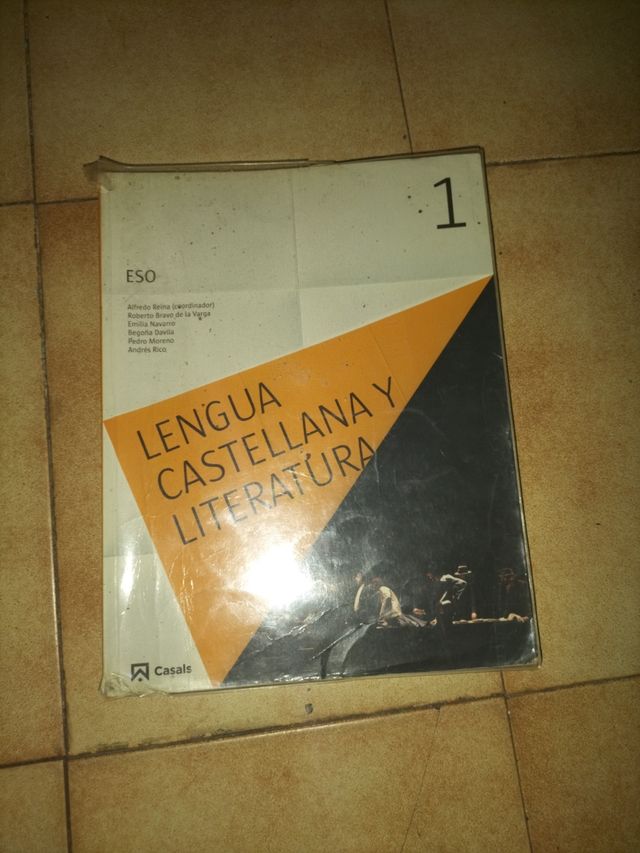 1
ESO
Alfredo Reina (coordinador)
Roberto Bravo de la Varga
Emilia Navarro
Begoña Davila
Pedro Moreno
Andrés Rico
LENGUA
CASTELLANA Y
LITERATURA
Casals